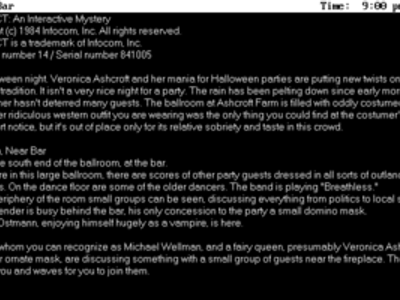 Bar Time: 9:00 p
CT: An Interactive Mystery
t (c) 1984 Infocom, Inc. All rights reserved.
CT is a trademark of Infocom, Inc.
number 14 / Serial number 841005
ween night. Veronica Ashcroft and her mania for Halloween parties are putting new twists on
tradition. It isn't a very nice night for a party. The rain has been pelting down since early mor
her hasn't deterred many guests. The ballroom at Ashcroft Farm is filled with oddly costume
r ridiculous western outfit you are wearing was the only thing you could find at the costume
rt notice, but it's out of place only for its relative sobriety and taste in this crowd.
, Near Bar
e south end of the ballroom, at the bar.
re in this large ballroom, there are scores of other party guests dressed in all sorts of outlan
s. On the dance floor are some of the older dancers. The band is playing "Breathless."
eriphery of the room small groups can be seen, discussing everything from politics to local s
ender is busy behind the bar, his only concession to the party a small domino mask.
Ostmann, enjoying himself hugely as a vampire, is here.
whom you can recognize as Michael Wellman, and a fairy queen, presumably Veronica Ash
r ornate mask, are discussing something with a small group of guests near the fireplace. Th
you and waves for you to join them.